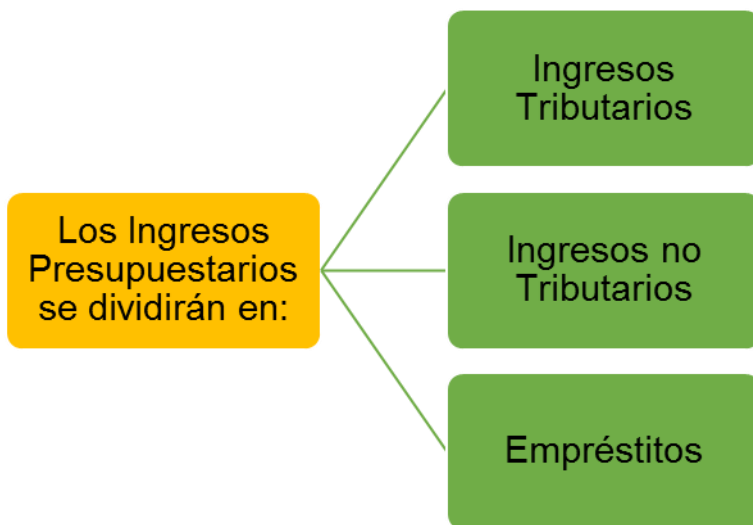 Los Ingresos
Presupuestarios
se dividirán en:
Ingresos
Tributarios
Ingresos no
Tributarios
Empréstitos